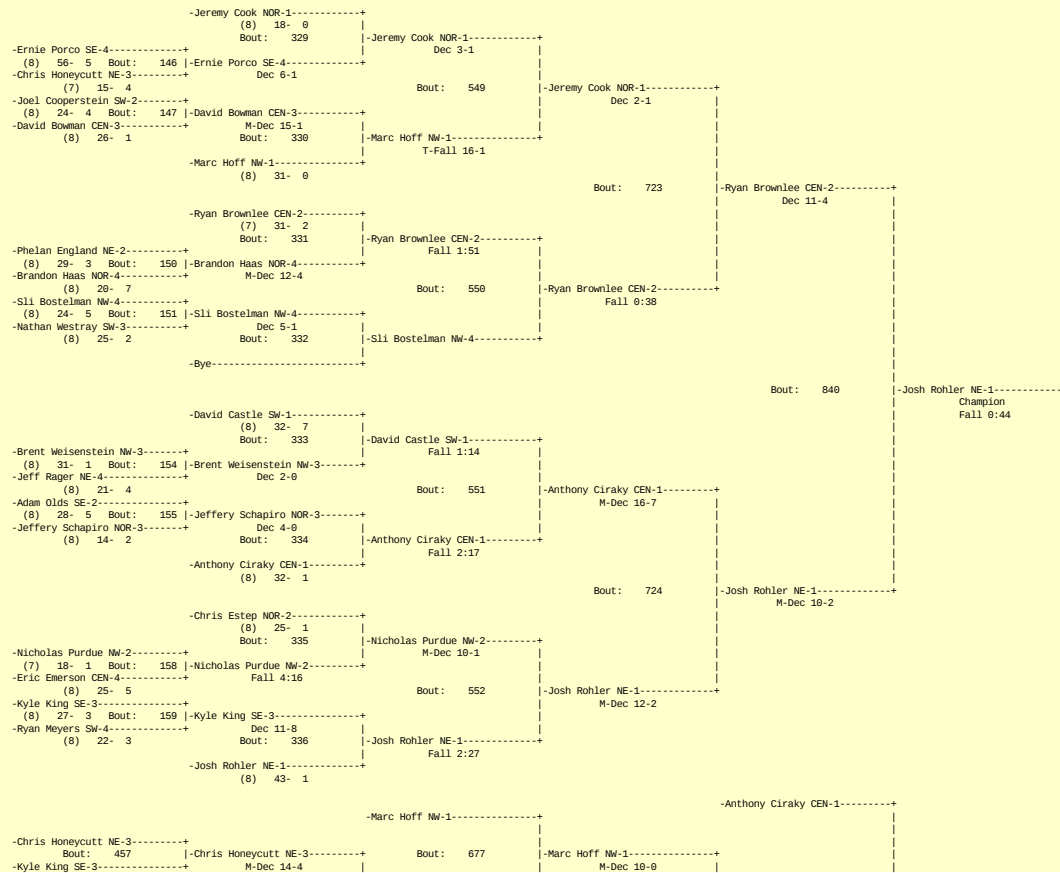 -Jeremy Cook NOR-1-----------+
(8) 18- 0 |
Bout: 329 |-Jeremy Cook NOR-1-----------+
-Ernie Porco SE-4-------------+ | Dec 3-1 |
(8) 56- 5 Bout: 146 |-Ernie Porco SE-4-------------+ |
-Chris Honeycutt NE-3---------+ Dec 6-1 |
(7) 15- 4 Bout: 549 |-Jeremy Cook NOR-1-----------+
-Joel Cooperstein SW-2--------+ | Dec 2-1 |
(8) 24- 4 Bout: 147 |-David Bowman CEN-3-----------+ | |
-David Bowman CEN-3-----------+ M-Dec 15-1 | | |
(8) 26- 1 Bout: 330 |-Marc Hoff NW-1---------------+ |
| T-Fall 16-1 |
-Marc Hoff NW-1---------------+ |
(8) 31- 0 |
Bout: 723 |-Ryan Brownlee CEN-2----------+
| Dec 11-4 |
-Ryan Brownlee CEN-2----------+ | |
(7) 31- 2 | | |
Bout: 331 |-Ryan Brownlee CEN-2----------+ | |
-Phelan England NE-2----------+ | Fall 1:51 | | |
(8) 29- 3 Bout: 150 |-Brandon Haas NOR-4-----------+ | | |
-Brandon Haas NOR-4-----------+ M-Dec 12-4 | | |
(8) 20- 7 Bout: 550 |-Ryan Brownlee CEN-2----------+ |
-Sli Bostelman NW-4-----------+ | Fall 0:38 |
(8) 24- 5 Bout: 151 |-Sli Bostelman NW-4-----------+ | |
-Nathan Westray SW-3----------+ Dec 5-1 | | |
(8) 25- 2 Bout: 332 |-Sli Bostelman NW-4-----------+ |
| |
-Bye--------------------------+ |
Bout: 840 |-Josh Rohler NE-1-----------
| Champion
-David Castle SW-1------------+ | Fall 0:44
(8) 32- 7 | |
Bout: 333 |-David Castle SW-1------------+ |
-Brent Weisenstein NW-3-------+ | Fall 1:14 | |
(8) 31- 1 Bout: 154 |-Brent Weisenstein NW-3-------+ | |
-Jeff Rager NE-4--------------+ Dec 2-0 | |
(8) 21- 4 Bout: 551 |-Anthony Ciraky CEN-1---------+ |
-Adam Olds SE-2---------------+ | M-Dec 16-7 | |
(8) 28- 5 Bout: 155 |-Jeffery Schapiro NOR-3-------+ | | |
-Jeffery Schapiro NOR-3-------+ Dec 4-0 | | | |
(8) 14- 2 Bout: 334 |-Anthony Ciraky CEN-1---------+ | |
| Fall 2:17 | |
-Anthony Ciraky CEN-1---------+ | |
(8) 32- 1 | |
Bout: 724 |-Josh Rohler NE-1-------------+
| M-Dec 10-2
-Chris Estep NOR-2------------+ |
(8) 25- 1 | |
Bout: 335 |-Nicholas Purdue NW-2---------+ |
-Nicholas Purdue NW-2---------+ | M-Dec 10-1 | |
(7) 18- 1 Bout: 158 |-Nicholas Purdue NW-2---------+ | |
-Eric Emerson CEN-4-----------+ Fall 4:16 | |
(8) 25- 5 Bout: 552 |-Josh Rohler NE-1-------------+
-Kyle King SE-3---------------+ | M-Dec 12-2
(8) 27- 3 Bout: 159 |-Kyle King SE-3---------------+ |
-Ryan Meyers SW-4-------------+ Dec 11-8 | |
(8) 22- 3 Bout: 336 |-Josh Rohler NE-1-------------+
| Fall 2:27
-Josh Rohler NE-1-------------+
(8) 43- 1
-Anthony Ciraky CEN-1---------+
-Marc Hoff NW-1---------------+ |
-Chris Honeycutt NE-3---------+ | |
Bout: 457 |-Chris Honeycutt NE-3---------+ Bout: 677 |-Marc Hoff NW-1---------------+ |
-Kyle King SE-3---------------+ M-Dec 14-4 | | M-Dec 10-0 | |